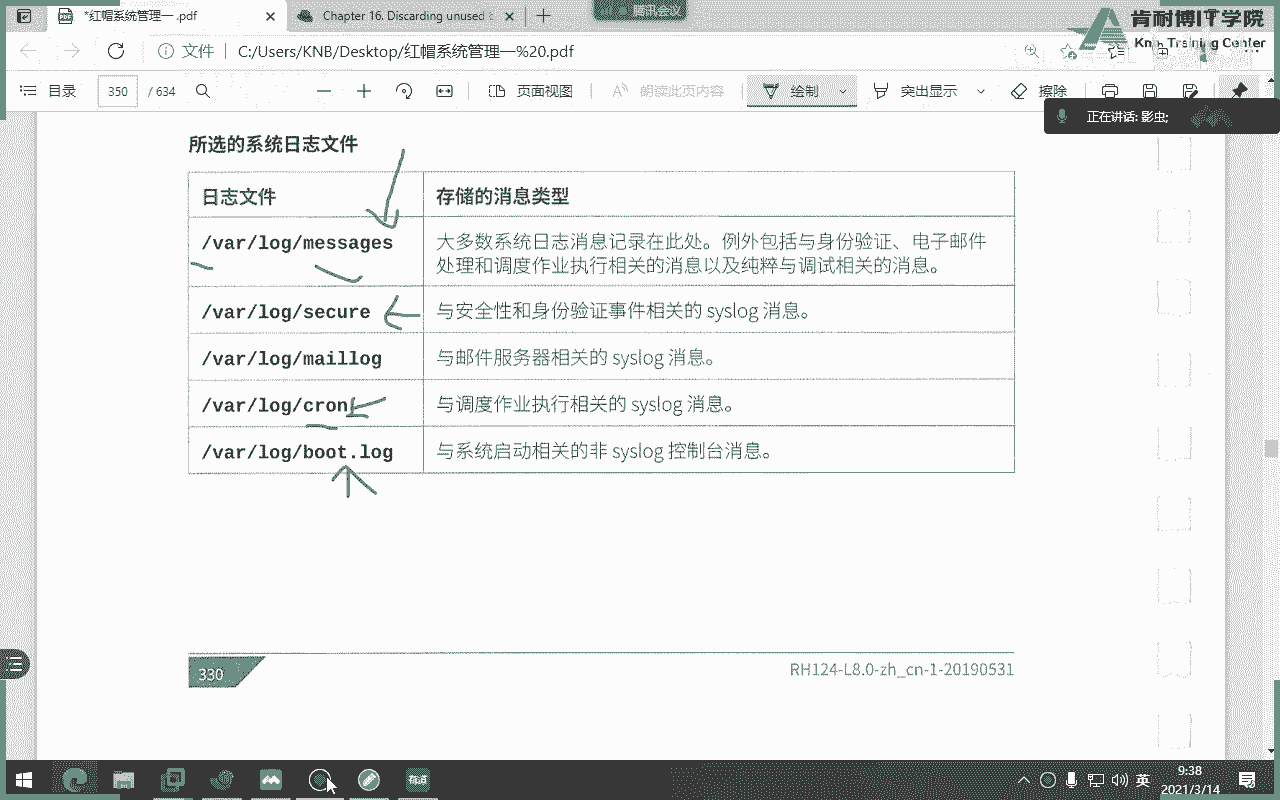 *红帽系统管理一 .pdf
Chapter 16. Discarding unused
腾讯会议
肯耐博IT学院
Training Center
文件
C:/Users/KNB/Desktop/红帽系统管理一%20.pdf
目录 350 / 634
页面视图
朗读此页内容
绘制
突出显示
擦除
正在讲话: 影虫;
所选的系统日志文件
日志文件 存储的消息类型
/var/log/messages 大多数系统日志消息记录在此处。例外包括与身份验证、电子邮件
处理和调度作业执行相关的消息以及纯粹与调试相关的消息。
/var/log/secure 与安全性和身份验证事件相关的 syslog 消息。
/var/log/maillog 与邮件服务器相关的 syslog 消息。
/var/log/cron 与调度作业执行相关的 syslog 消息。
/var/log/boot.log 与系统启动相关的非 syslog 控制台消息。
330
RH124-L8.0-zh_cn-1-20190531
英
9:38
2021/3/14